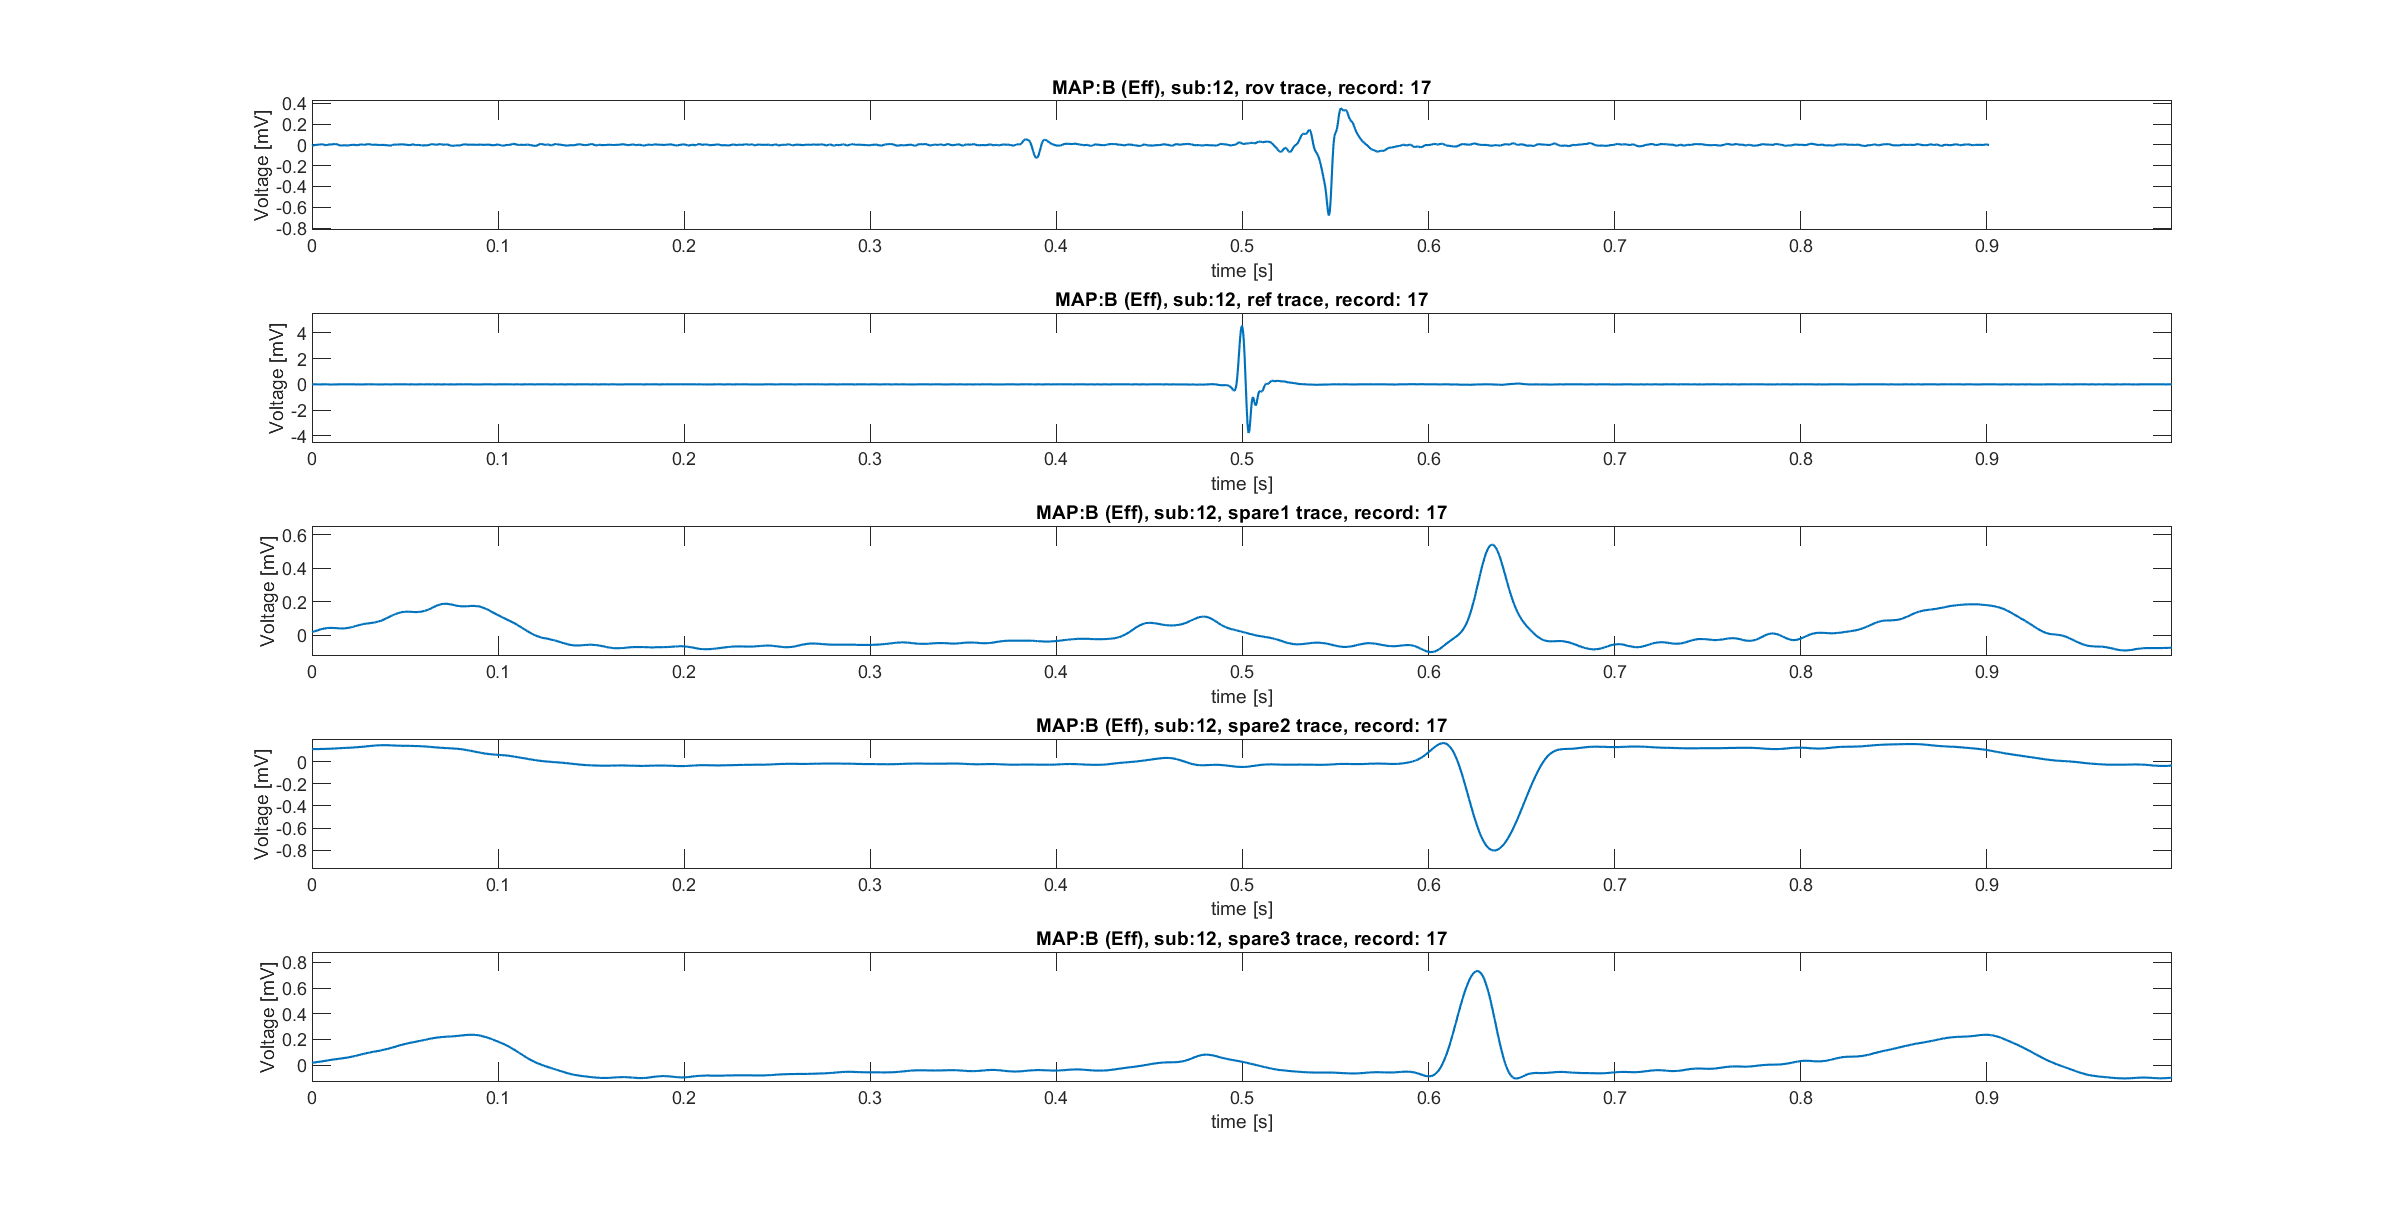 MAP:B (Eff), sub:12, rov trace, record: 17
Voltage [mV]
0.4
0.2
0
-0.2
-0.4
-0.6
-0.8
0 0.1 0.2 0.3 0.4 0.5 0.6 0.7 0.8 0.9
time [s]
MAP:B (Eff), sub:12, ref trace, record: 17
Voltage [mV]
4
2
0
-2
-4
0 0.1 0.2 0.3 0.4 0.5 0.6 0.7 0.8 0.9
time [s]
MAP:B (Eff), sub:12, spare1 trace, record: 17
Voltage [mV]
0.6
0.4
0.2
0
0 0.1 0.2 0.3 0.4 0.5 0.6 0.7 0.8 0.9
time [s]
MAP:B (Eff), sub:12, spare2 trace, record: 17
Voltage [mV]
0
-0.2
-0.4
-0.6
-0.8
0 0.1 0.2 0.3 0.4 0.5 0.6 0.7 0.8 0.9
time [s]
MAP:B (Eff), sub:12, spare3 trace, record: 17
Voltage [mV]
0.8
0.6
0.4
0.2
0
0 0.1 0.2 0.3 0.4 0.5 0.6 0.7 0.8 0.9
time [s]